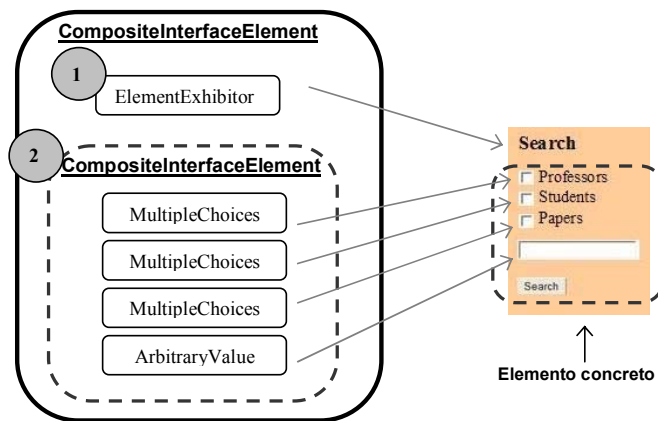 CompositeInterfaceElement
1
ElementExhibitor
2
CompositeInterfaceElement
MultipleChoices
MultipleChoices
MultipleChoices
ArbitraryValue
Search
Professors
Students
Papers
Search
Elemento concreto